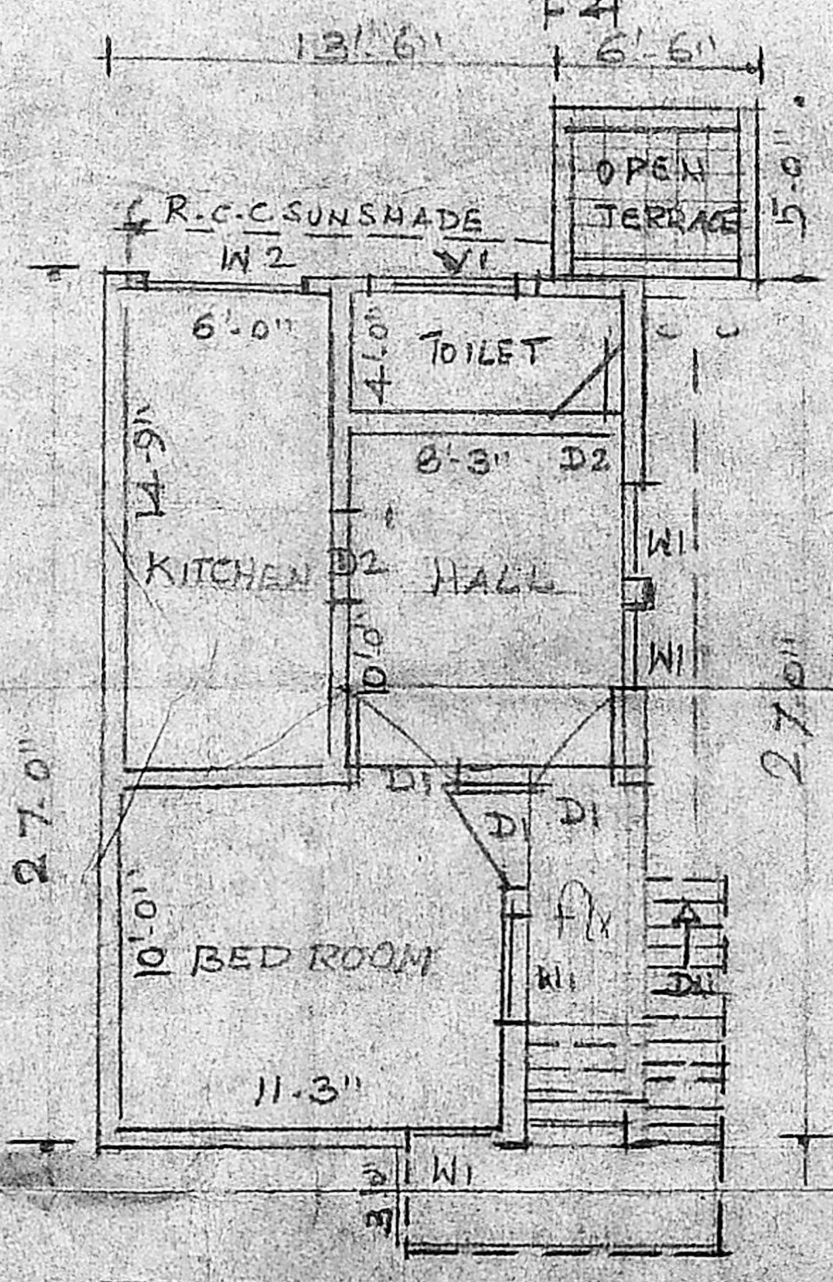 13'-6"
6'-6"
OPEN
TERRACE
5'-0"
R.C.C SUNSHADE
W2
V1
6'-0"
4'-0"
TOILET
14'-9"
8'-3"
D2
W1
KITCHEN
D2
HALL
10'-0"
W1
27.0"
27.0"
D1
D1
D1
10'-0"
BED ROOM
W1
DN
11-3"
W1